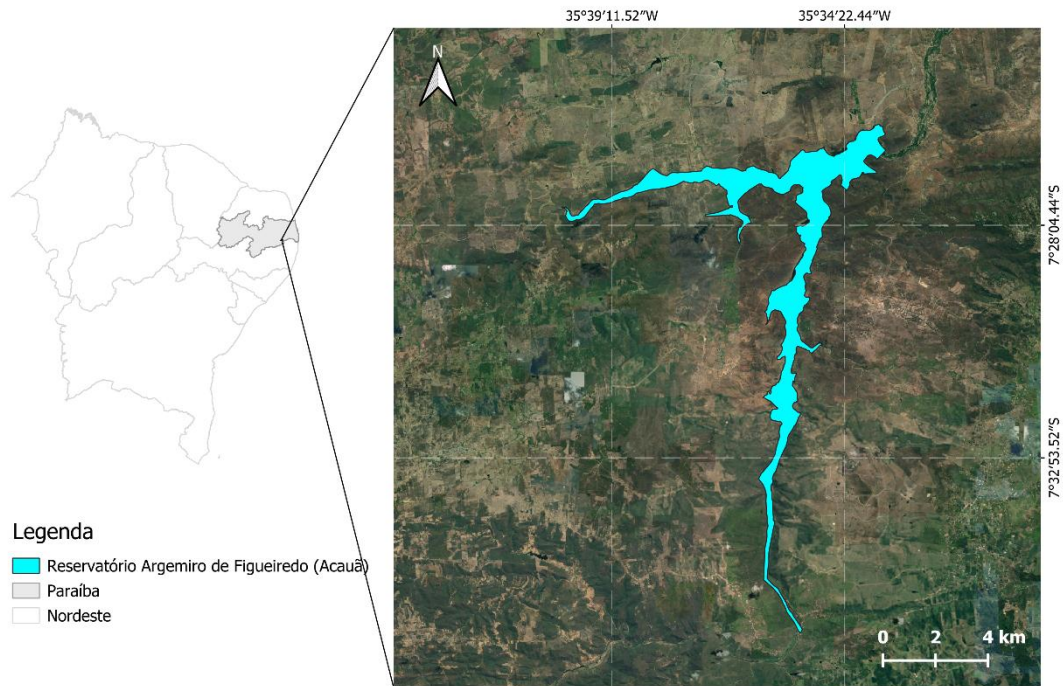 35°39′11.52″W 35°34′22.44″W
N
7°28′04.44″S
7°32′53.52″S
Legenda
Reservatório Argemiro de Figueiredo (Acauã)
Paraíba
Nordeste
0 2 4 km